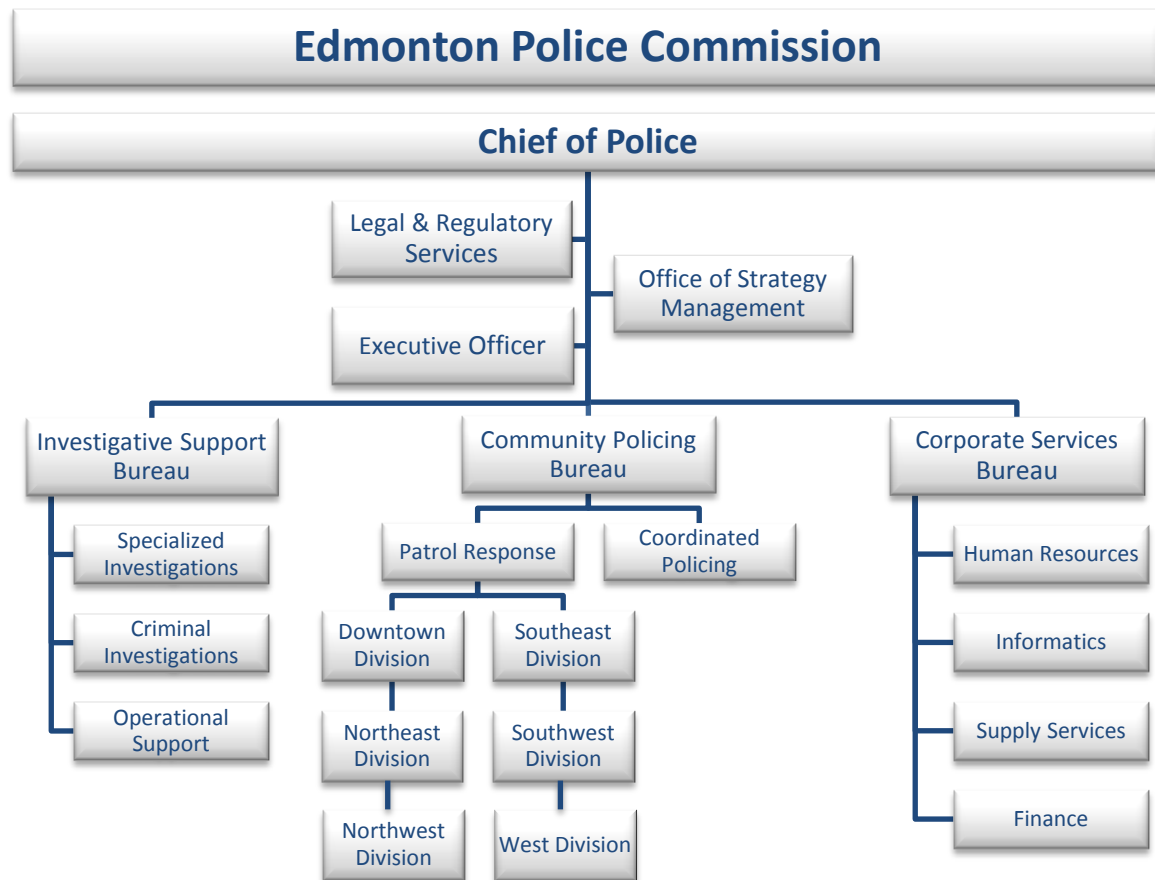 Edmonton Police Commission
Chief of Police
Legal & Regulatory
Services
Office of Strategy
Management
Executive Officer
Investigative Support
Bureau
Community Policing
Bureau
Corporate Services
Bureau
Specialized
Investigations
Criminal
Investigations
Operational
Support
Patrol Response
Coordinated
Policing
Downtown
Division
Southeast
Division
Northeast
Division
Southwest
Division
Northwest
Division
West Division
Human Resources
Informatics
Supply Services
Finance